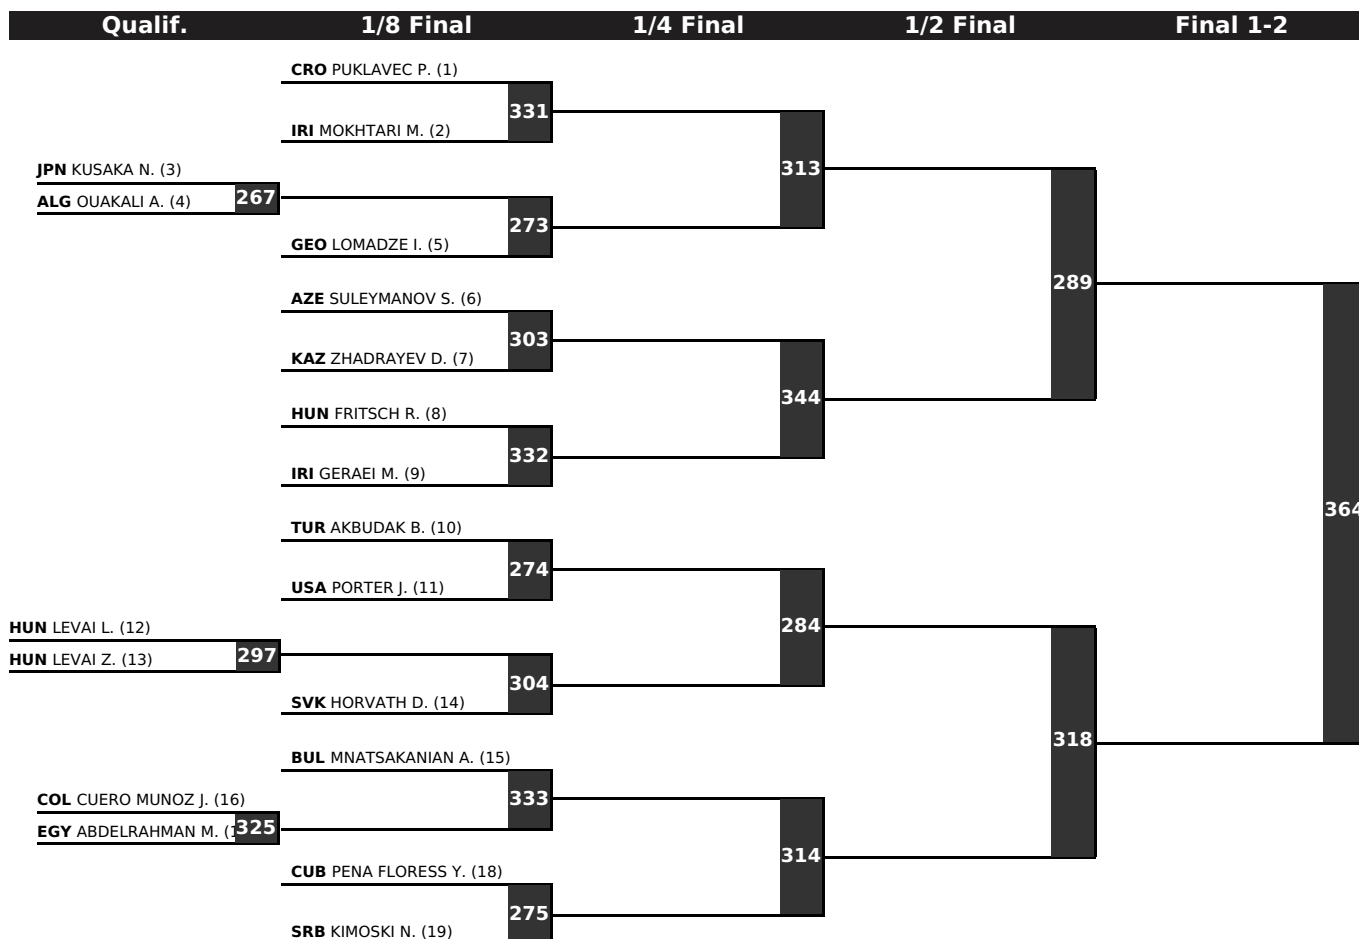 Qualif. 1/8 Final 1/4 Final 1/2 Final Final 1-2
CRO PUKLAVEC P. (1)
331
IRI MOKHTARI M. (2)
JPN KUSAKA N. (3)
313
ALG OUAKALI A. (4) 267
273
GEO LOMADZE I. (5)
289
AZE SULEYMANOV S. (6)
303
KAZ ZHADRAYEV D. (7)
344
HUN FRITSCH R. (8)
332
IRI GERAEI M. (9)
364
TUR AKBUDAK B. (10)
274
USA PORTER J. (11)
284
HUN LEVAI L. (12)
HUN LEVAI Z. (13) 297
304
SVK HORVATH D. (14)
318
BUL MNATSAKANIAN A. (15)
333
COL CUERO MUNOZ J. (16)
EGY ABDELRAHMAN M. (1 325
314
CUB PENA FLORESS Y. (18)
275
SRB KIMOSKI N. (19)